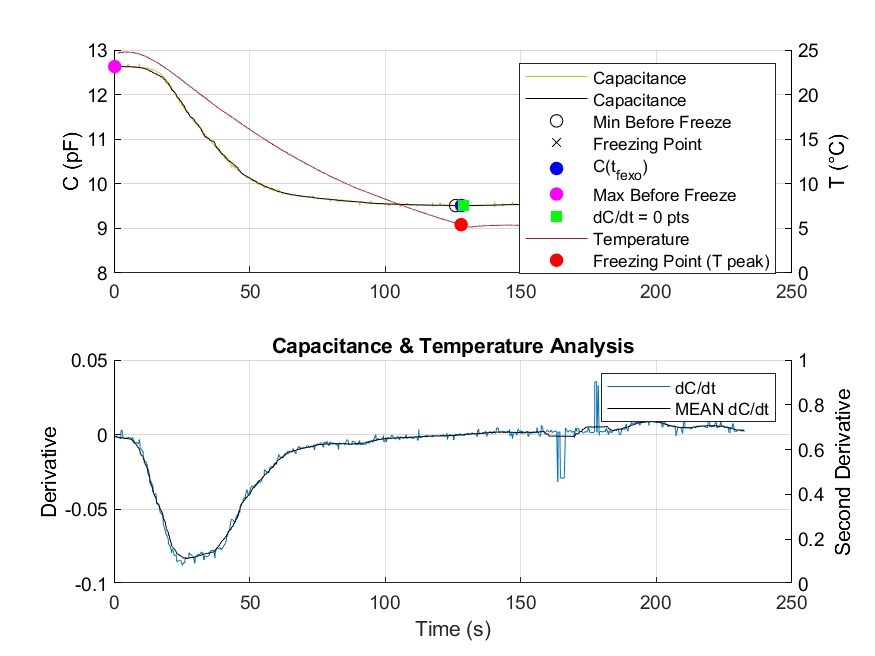 13
12
11
10
9
8
C (pF)
25
20
15
10
5
0
T (°C)
0
50
100
150
200
250
Capacitance
Capacitance
Min Before Freeze
Freezing Point
C(tfexo)
Max Before Freeze
dC/dt = 0 pts
Temperature
Freezing Point (T peak)
Capacitance & Temperature Analysis
0.05
0
-0.05
-0.1
Derivative
1
0.8
0.6
0.4
0.2
0
Second Derivative
dC/dt
MEAN dC/dt
0
50
100
150
200
250
Time (s)